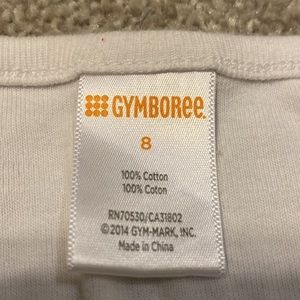 GYMBOREE.
8
100% Cotton
100% Coton
RN70530/CA31802
©2014 GYM-MARK, INC.
Made in China